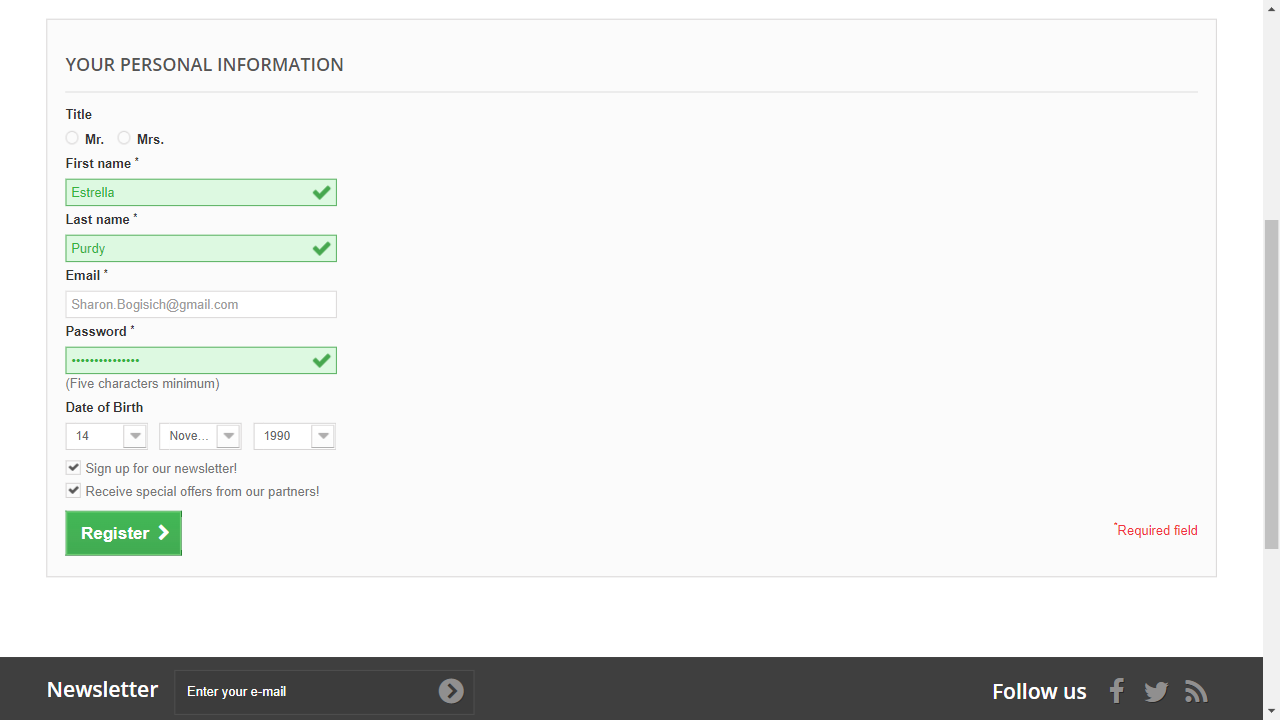 YOUR PERSONAL INFORMATION
Title
Mr. Mrs.
First name *
Estrella
Last name *
Purdy
Email *
Sharon.Bogisich@gmail.com
Password *
•••••••••••••••
(Five characters minimum)
Date of Birth
14 Nove... 1990
Sign up for our newsletter!
Receive special offers from our partners!
Register
*Required field
Newsletter Enter your e-mail Follow us